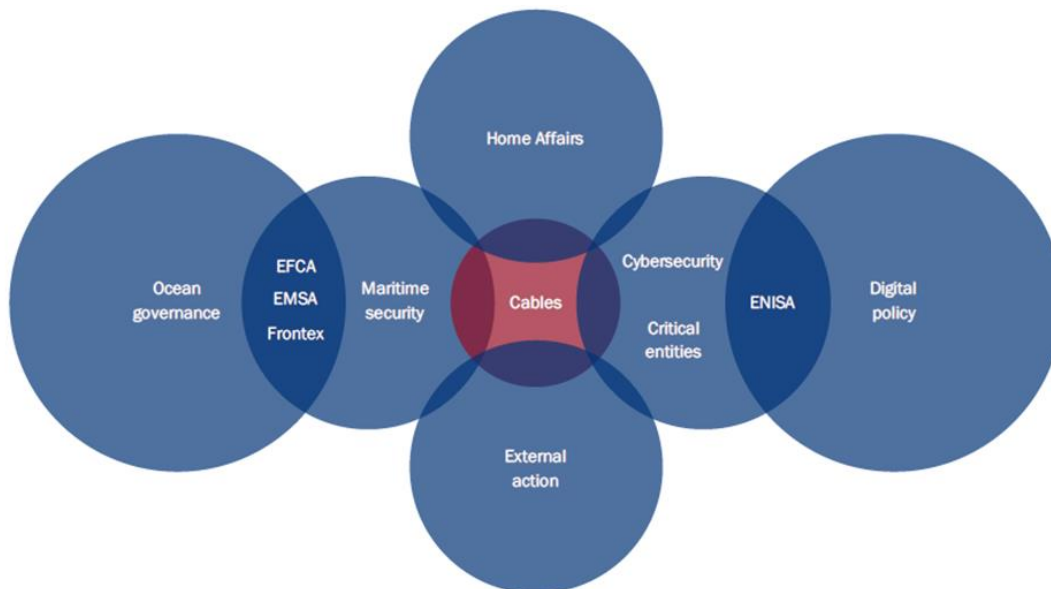 Home Affairs
Ocean
governance
EFCA
EMSA
Frontex
Maritime
security
Cables
Cybersecurity
Critical
entities
ENISA
Digital
policy
External
action